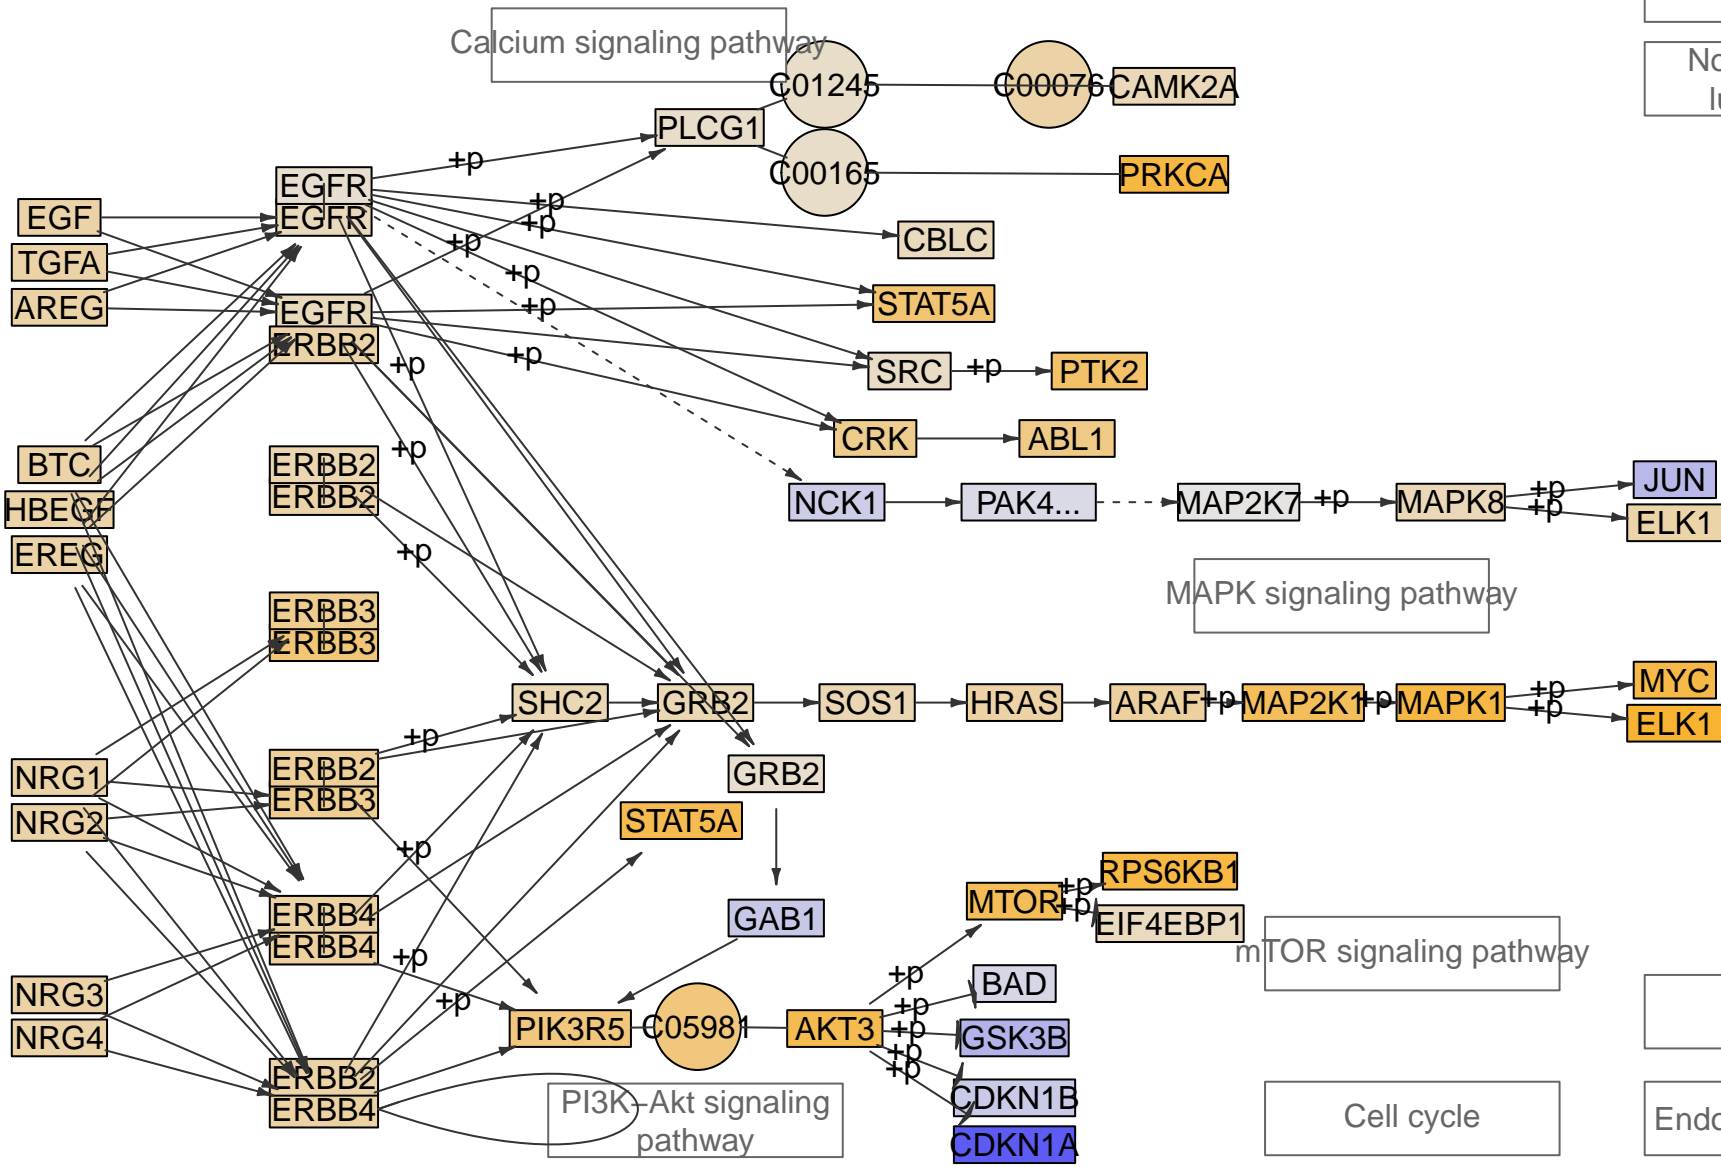 Calcium signaling pathway
C01245
C00076
CAMK2A
PLCG1
C00165
PRKCA
+p
EGFR
EGFR
EGF
TGFA
AREG
+p
+p
+p
+p
+p
CBLC
STAT5A
EGFR
ERBB2
+p
+p
SRC
+p
PTK2
CRK
ABL1
BTC
HBEGF
EREG
ERBB2
ERBB2
+p
+p
NCK1
PAK4...
MAP2K7
+p
MAPK8
+p
+p
JUN
ELK1
MAPK signaling pathway
ERBB3
ERBB3
SHC2
GRB2
SOS1
HRAS
ARAF
+p
MAP2K1
+p
MAPK1
+p
+p
MYC
ELK1
NRG1
NRG2
ERBB2
ERBB3
+p
GRB2
STAT5A
+p
ERBB4
ERBB4
+p
+p
GAB1
MTOR
+p
+p
RPS6KB1
EIF4EBP1
mTOR signaling pathway
NRG3
NRG4
PIK3R5
C05981
AKT3
+p
+p
+p
+p
+p
BAD
GSK3B
CDKN1B
CDKN1A
ERBB2
ERBB4
PI3K–Akt signaling
pathway
Cell cycle